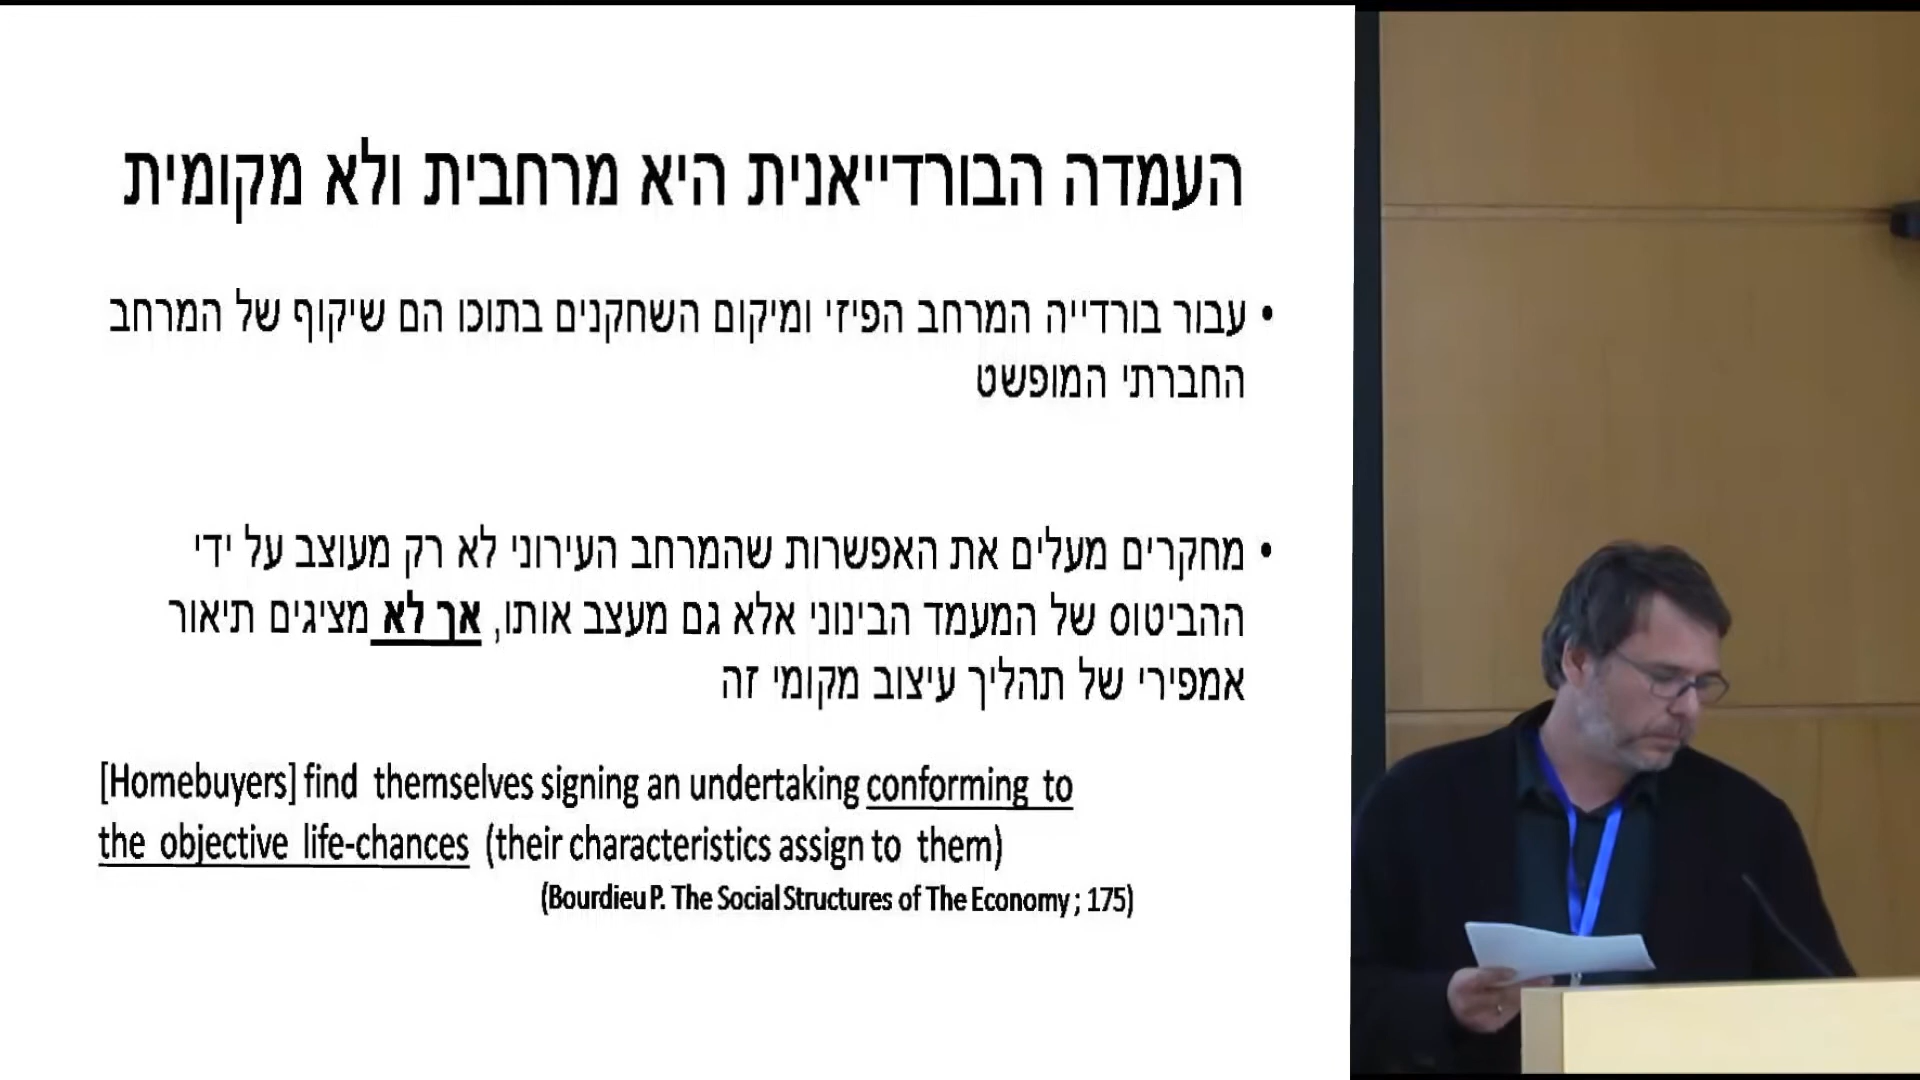 העמדה הבורדייאנית היא מרחבית ולא מקומית
• עבור בורדייה המרחב הפיזי ומיקום השחקנים בתוכו הם שיקוף של המרחב
החברתי המופשט
• מחקרים מעלים את האפשרות שהמרחב העירוני לא רק מעוצב על ידי
ההביטוס של המעמד הבינוני אלא גם מעצב אותו, אך לא מציגים תיאור
אמפירי של תהליך עיצוב מקומי זה
[Homebuyers] find themselves signing an undertaking conforming to
the objective life-chances (their characteristics assign to them)
(Bourdieu P. The Social Structures of The Economy ; 175)